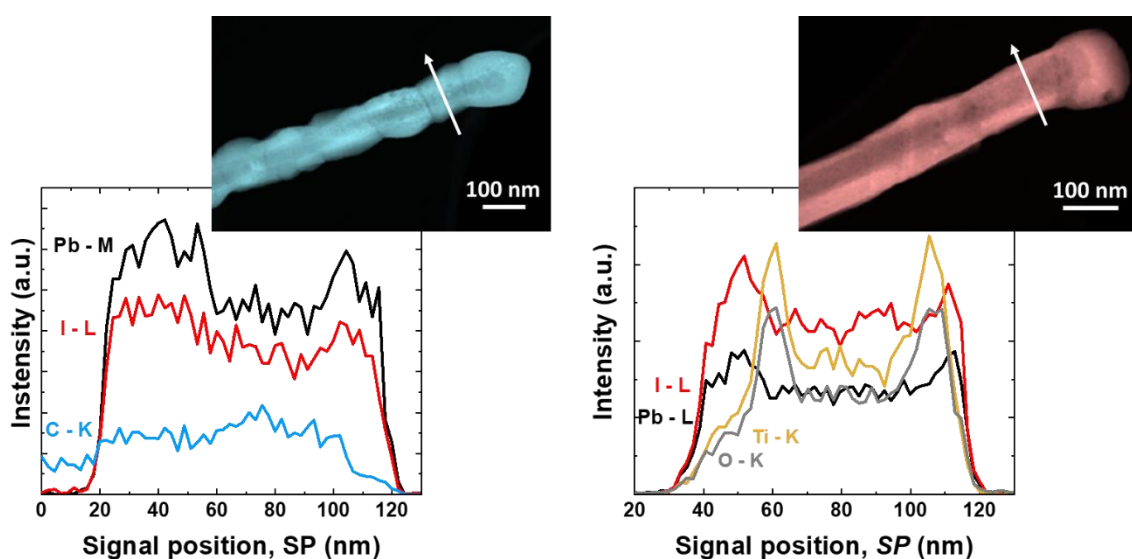 100 nm
Instensity (a.u.)
Pb - M
I - L
C - K
0 20 40 60 80 100 120
Signal position, SP (nm)
100 nm
Intensity (a.u.)
I - L
Pb - L
Ti - K
O - K
20 40 60 80 100 120
Signal position, SP (nm)